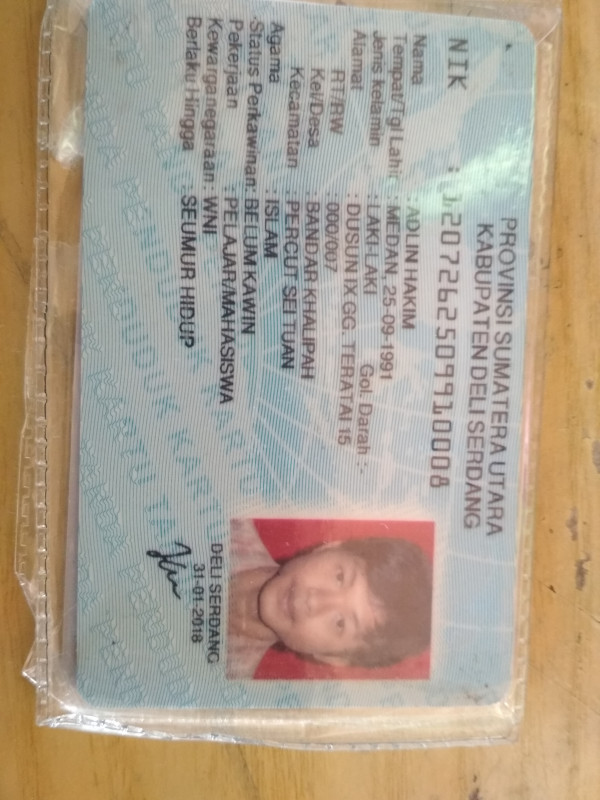 PROVINSI SUMATERA UTARA
KABUPATEN DELI SERDANG
NIK : 1207262509910008
Nama : ADLIN HAKIM
Tempat/Tgl Lahir : MEDAN, 25-09-1991
Jenis kelamin : LAKI-LAKI Gol. Darah :-
Alamat : DUSUN IX GG. TERATAI 15
RT/RW : 000/007
Kel/Desa : BANDAR KHALIPAH
Kecamatan : PERCUT SEI TUAN
Agama : ISLAM
Status Perkawinan: BELUM KAWIN
Pekerjaan : PELAJAR/MAHASISWA
Kewarganegaraan: WNI
Berlaku Hingga : SEUMUR HIDUP
DELI SERDANG
31-01-2018